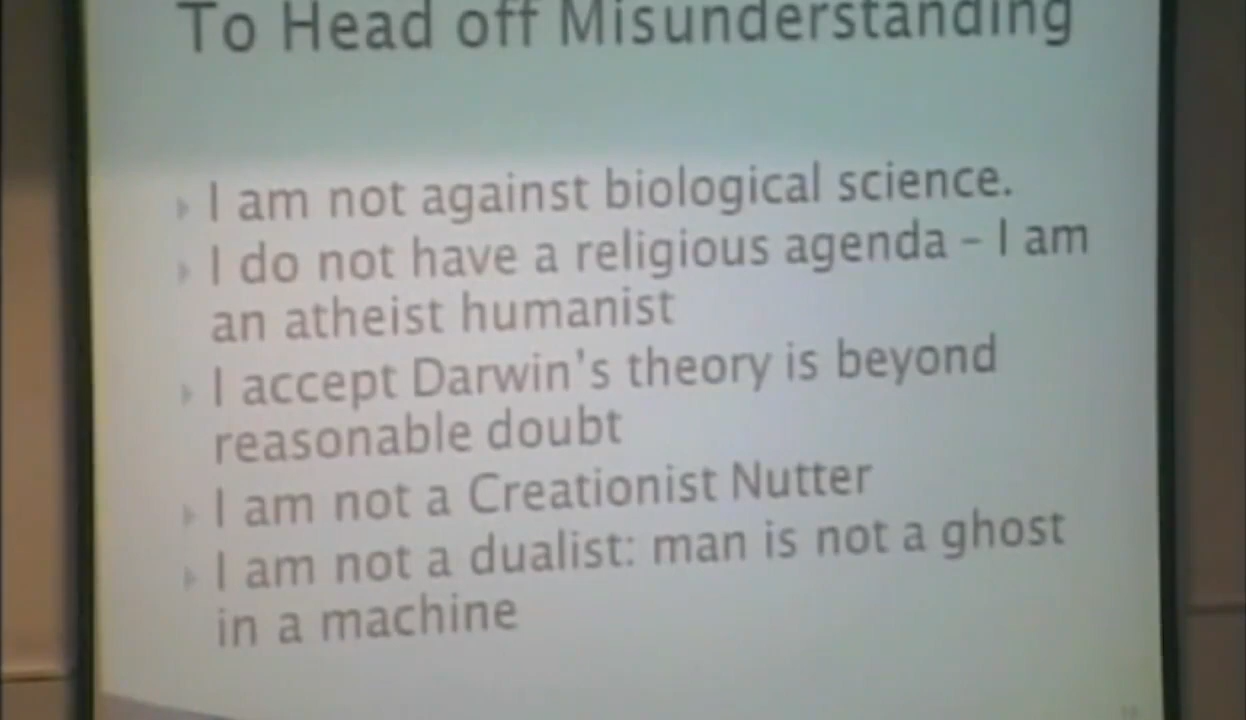 To Head off Misunderstanding
I am not against biological science.
I do not have a religious agenda – I am
an atheist humanist
I accept Darwin's theory is beyond
reasonable doubt
I am not a Creationist Nutter
I am not a dualist: man is not a ghost
in a machine